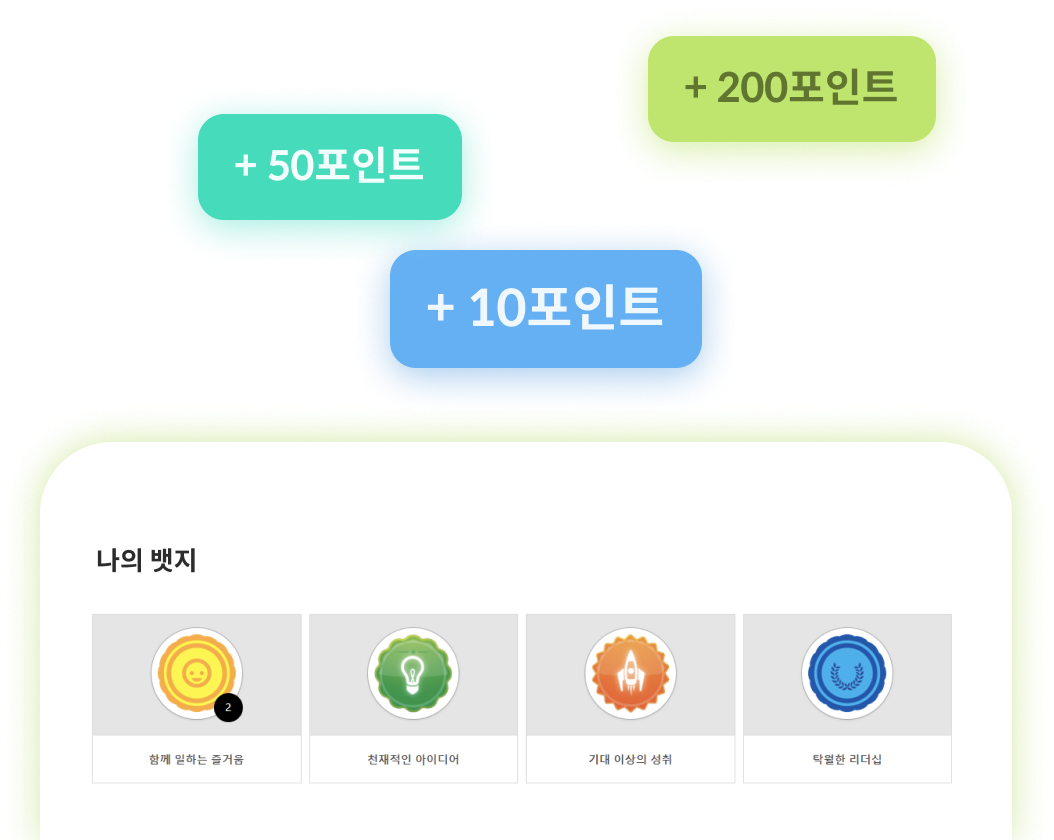 + 200포인트
+ 50포인트
+ 10포인트
나의 뱃지
2
함께 일하는 즐거움
천재적인 아이디어
기대 이상의 성취
탁월한 리더십